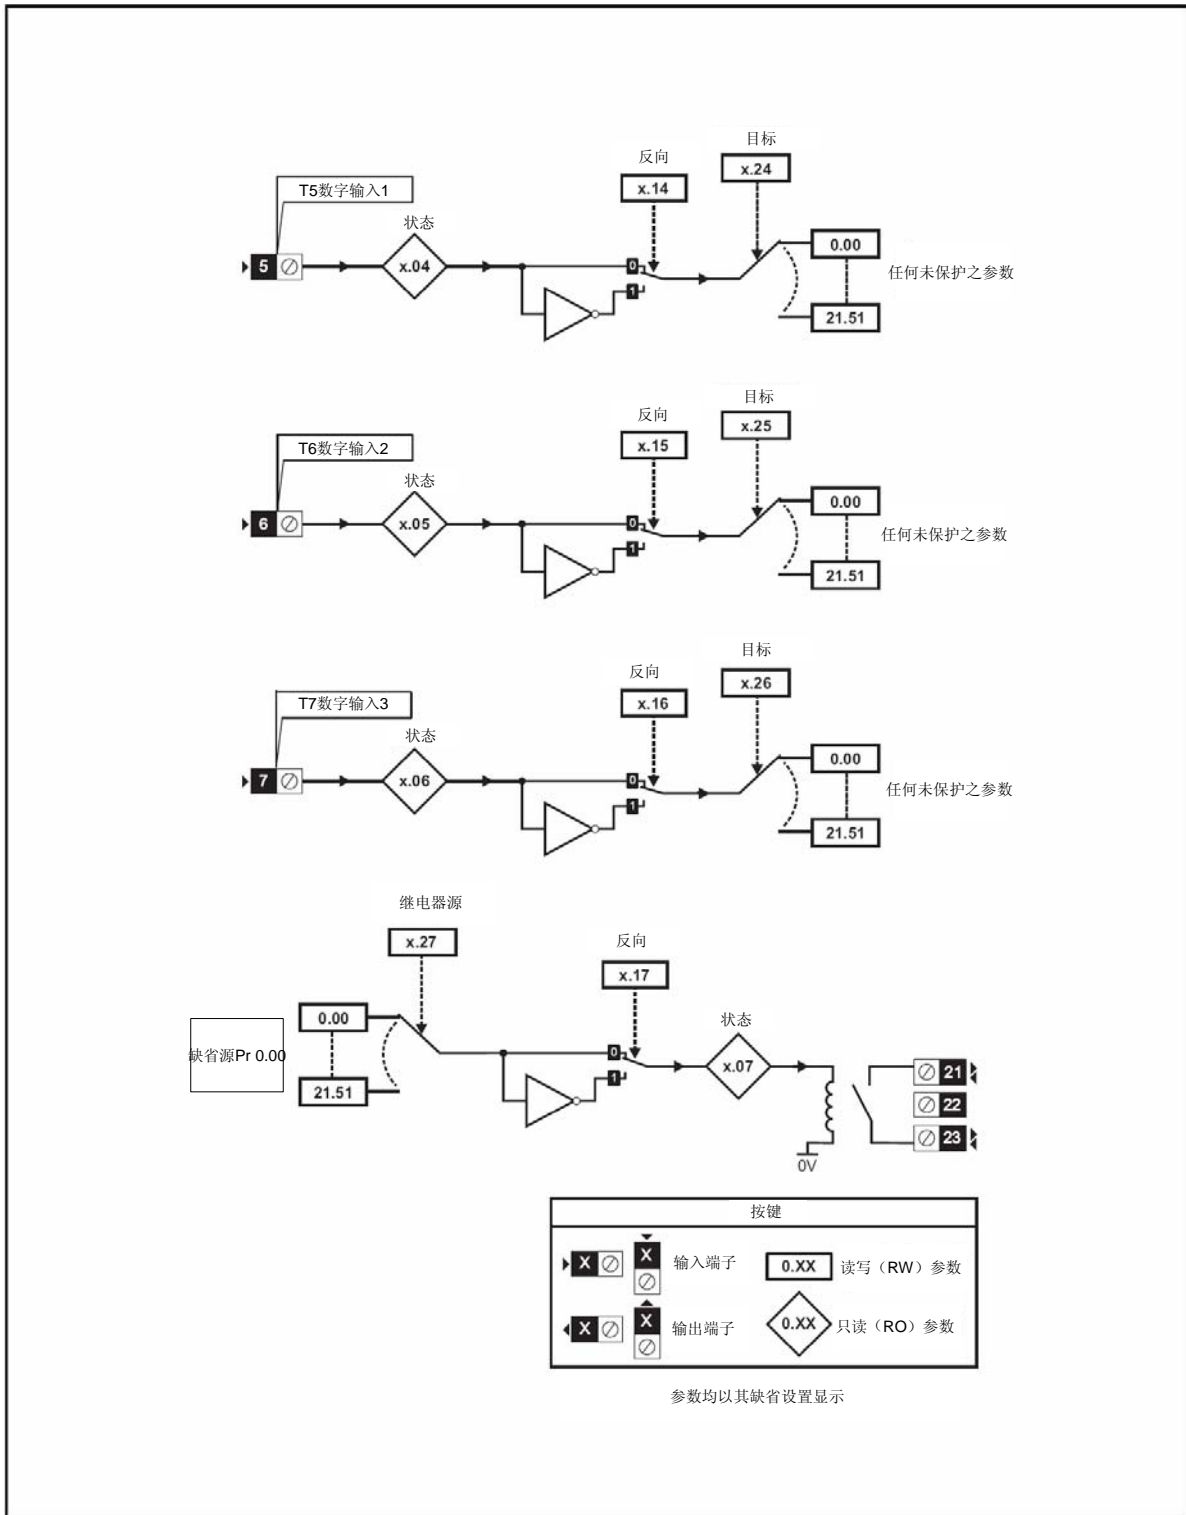 目标
反向
x.24
x.14
T5数字输入1
状态
0.00
5
x.04
0
任何未保护之参数
1
21.51
目标
反向
x.25
x.15
T6数字输入2
状态
0.00
6
x.05
0
任何未保护之参数
1
21.51
目标
反向
x.26
x.16
T7数字输入3
状态
0.00
7
x.06
0
任何未保护之参数
1
21.51
继电器源
反向
x.27
x.17
状态
0.00
缺省源Pr 0.00
0
x.07
21
1
21.51
22
23
0V
按键
X
X
输入端子
0.XX
读写（RW）参数
X
X
输出端子
0.XX
只读（RO）参数
参数均以其缺省设置显示